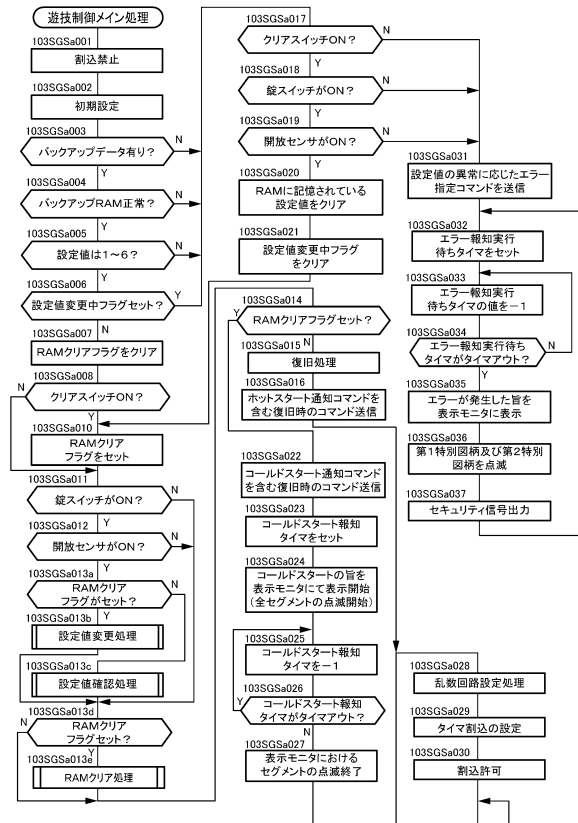 遊技制御メイン処理
103SGSa001
割込禁止
103SGSa002
初期設定
103SGSa003
バックアップデータ有り？
N
Y
103SGSa004
バックアップRAM正常？
N
Y
103SGSa005
設定値は1～6？
N
Y
103SGSa006
設定値変更中フラグセット？
Y
N
103SGSa007
RAMクリアフラグをクリア
103SGSa008
クリアスイッチON？
N
Y
103SGSa010
RAMクリア
フラグをセット
103SGSa011
錠スイッチがON？
N
Y
103SGSa012
開放センサがON？
N
Y
103SGSa013a
RAMクリア
フラグがセット？
N
Y
103SGSa013b
設定値変更処理
103SGSa013c
設定値確認処理
103SGSa013d
RAMクリア
フラグセット？
N
Y
103SGSa013e
RAMクリア処理
103SGSa017
クリアスイッチON？
N
Y
103SGSa018
錠スイッチがON？
N
Y
103SGSa019
開放センサがON？
N
Y
103SGSa020
RAMに記憶されている
設定値をクリア
103SGSa021
設定値変更中フラグ
をクリア
103SGSa014
RAMクリアフラグセット？
Y
N
103SGSa015
復旧処理
103SGSa016
ホットスタート通知コマンドを
含む復旧時のコマンド送信
103SGSa022
コールドスタート通知コマンド
を含む復旧時のコマンド送信
103SGSa023
コールドスタート報知
タイマをセット
103SGSa024
コールドスタートの旨を
表示モニタにて表示開始
（全セグメントの点滅開始）
103SGSa025
コールドスタート報知
タイマを－1
103SGSa026
コールドスタート報知
タイマがタイマアウト？
Y
N
103SGSa027
表示モニタにおける
セグメントの点滅終了
103SGSa031
設定値の異常に応じたエラー
指定コマンドを送信
103SGSa032
エラー報知実行
待ちタイマをセット
103SGSa033
エラー報知実行
待ちタイマの値を－1
103SGSa034
エラー報知実行待ち
タイマがタイマアウト？
N
Y
103SGSa035
エラーが発生した旨を
表示モニタに表示
103SGSa036
第1特別図柄及び第2特別
図柄を点滅
103SGSa037
セキュリティ信号出力
103SGSa028
乱数回路設定処理
103SGSa029
タイマ割込の設定
103SGSa030
割込許可